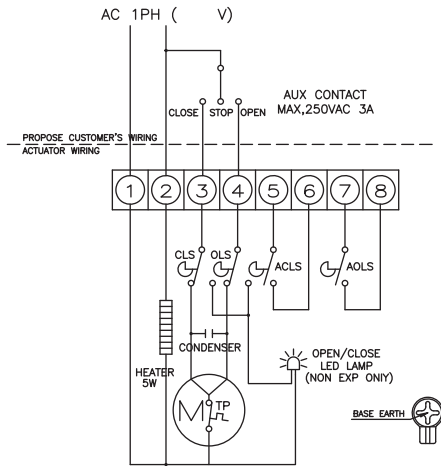 AC 1PH ( V)
AUX CONTACT
MAX,250VAC 3A
CLOSE STOP OPEN
PROPOSE CUSTOMER'S WIRING
ACTUATOR WIRING
1 2 3 4 5 6 7 8
CLS OLS ACLS AOLS
CONDENSER
HEATER
5W
OPEN/CLOSE
LED LAMP
(NON EXP ONlY)
M TP
BASE EARTH